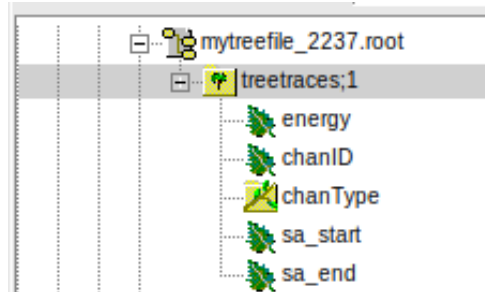 mytreefile_2237.root
treetraces;1
energy
chanID
chanType
sa_start
sa_end